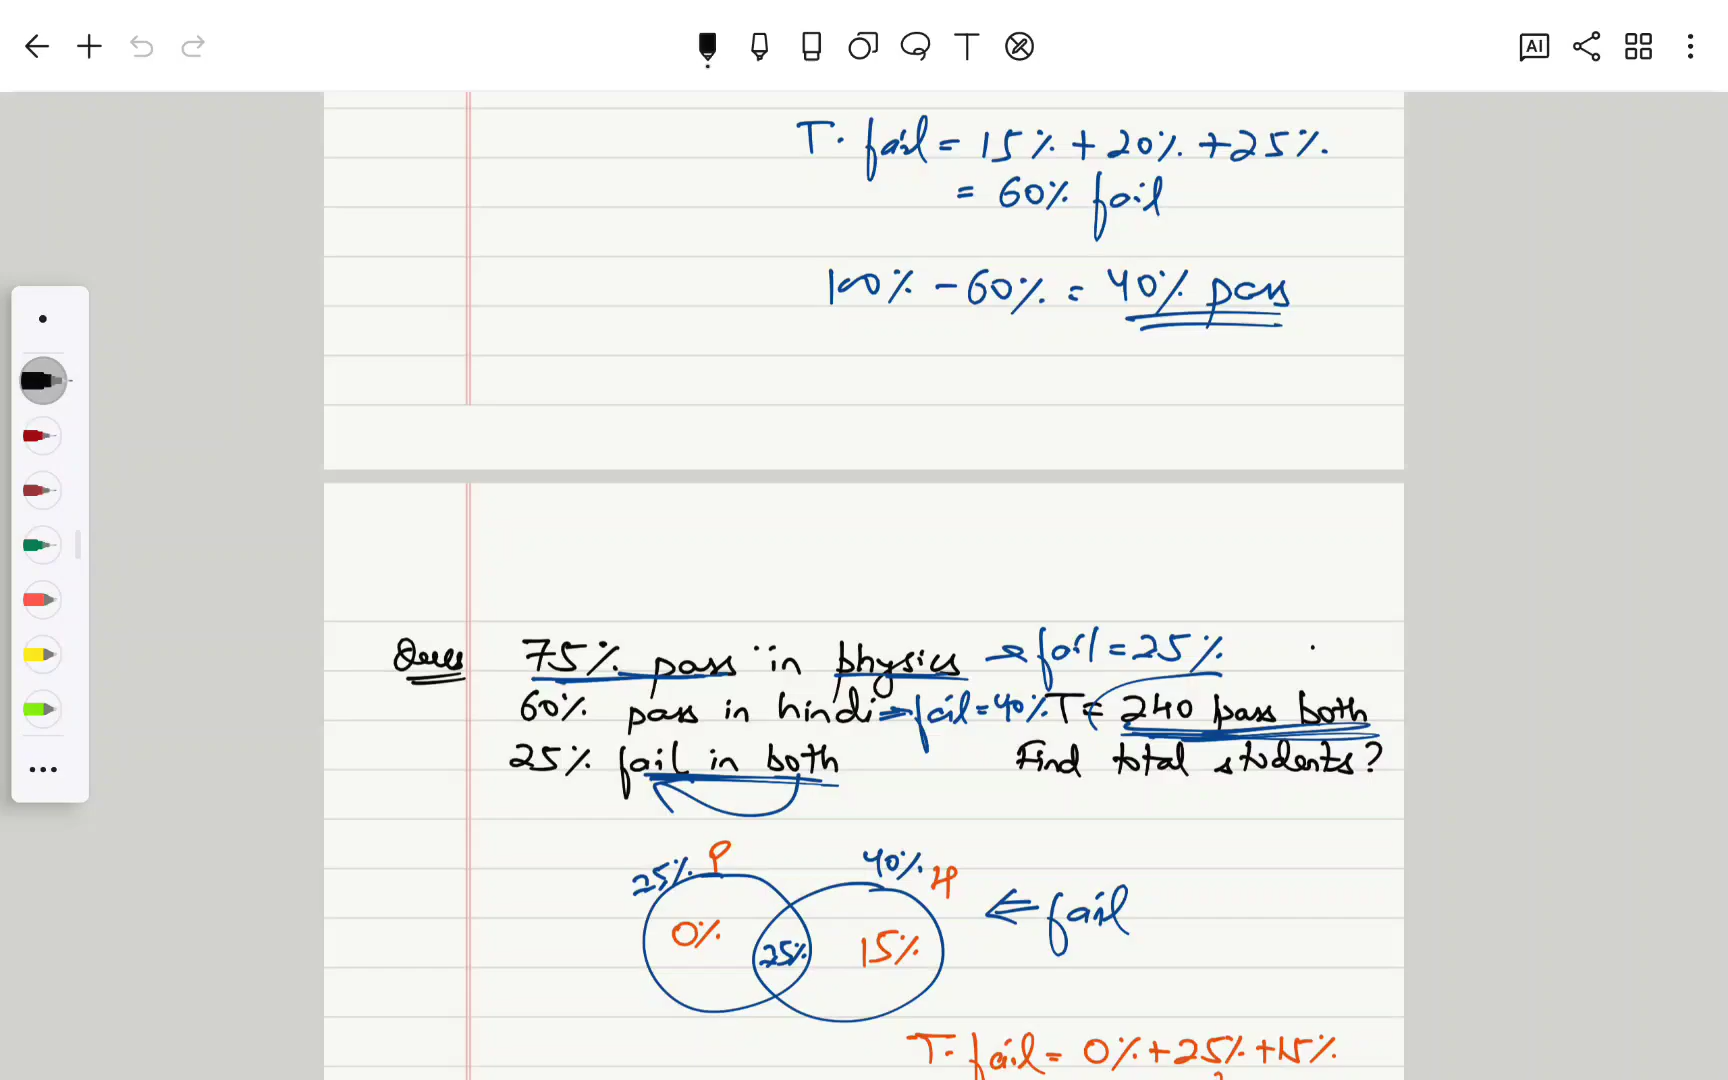 T
AI
T. fail = 15% + 20% + 25%.
= 60% fail
100% - 60% = 40% pass
Ques 75% pass in physics → fail = 25%
60% pass in hindi → fail = 40% T = 240 pass both
25% fail in both Find total students?
25% P 40% H
0% 25% 15% ⇐ fail
T. fail = 0% + 25% + 15%